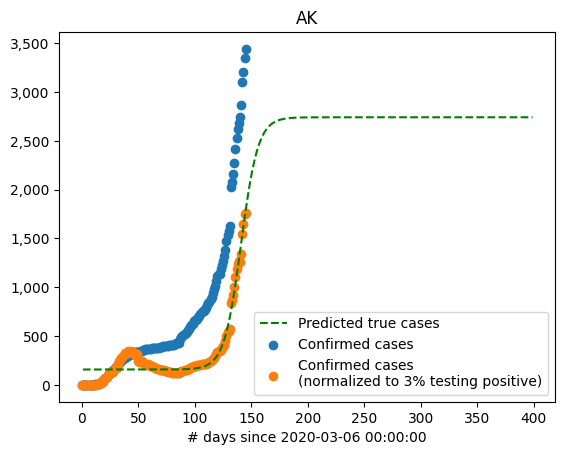 AK
3,500
3,000
2,500
2,000
1,500
1,000
500
0
0 50 100 150 200 250 300 350 400
# days since 2020-03-06 00:00:00
Predicted true cases
Confirmed cases
Confirmed cases
(normalized to 3% testing positive)